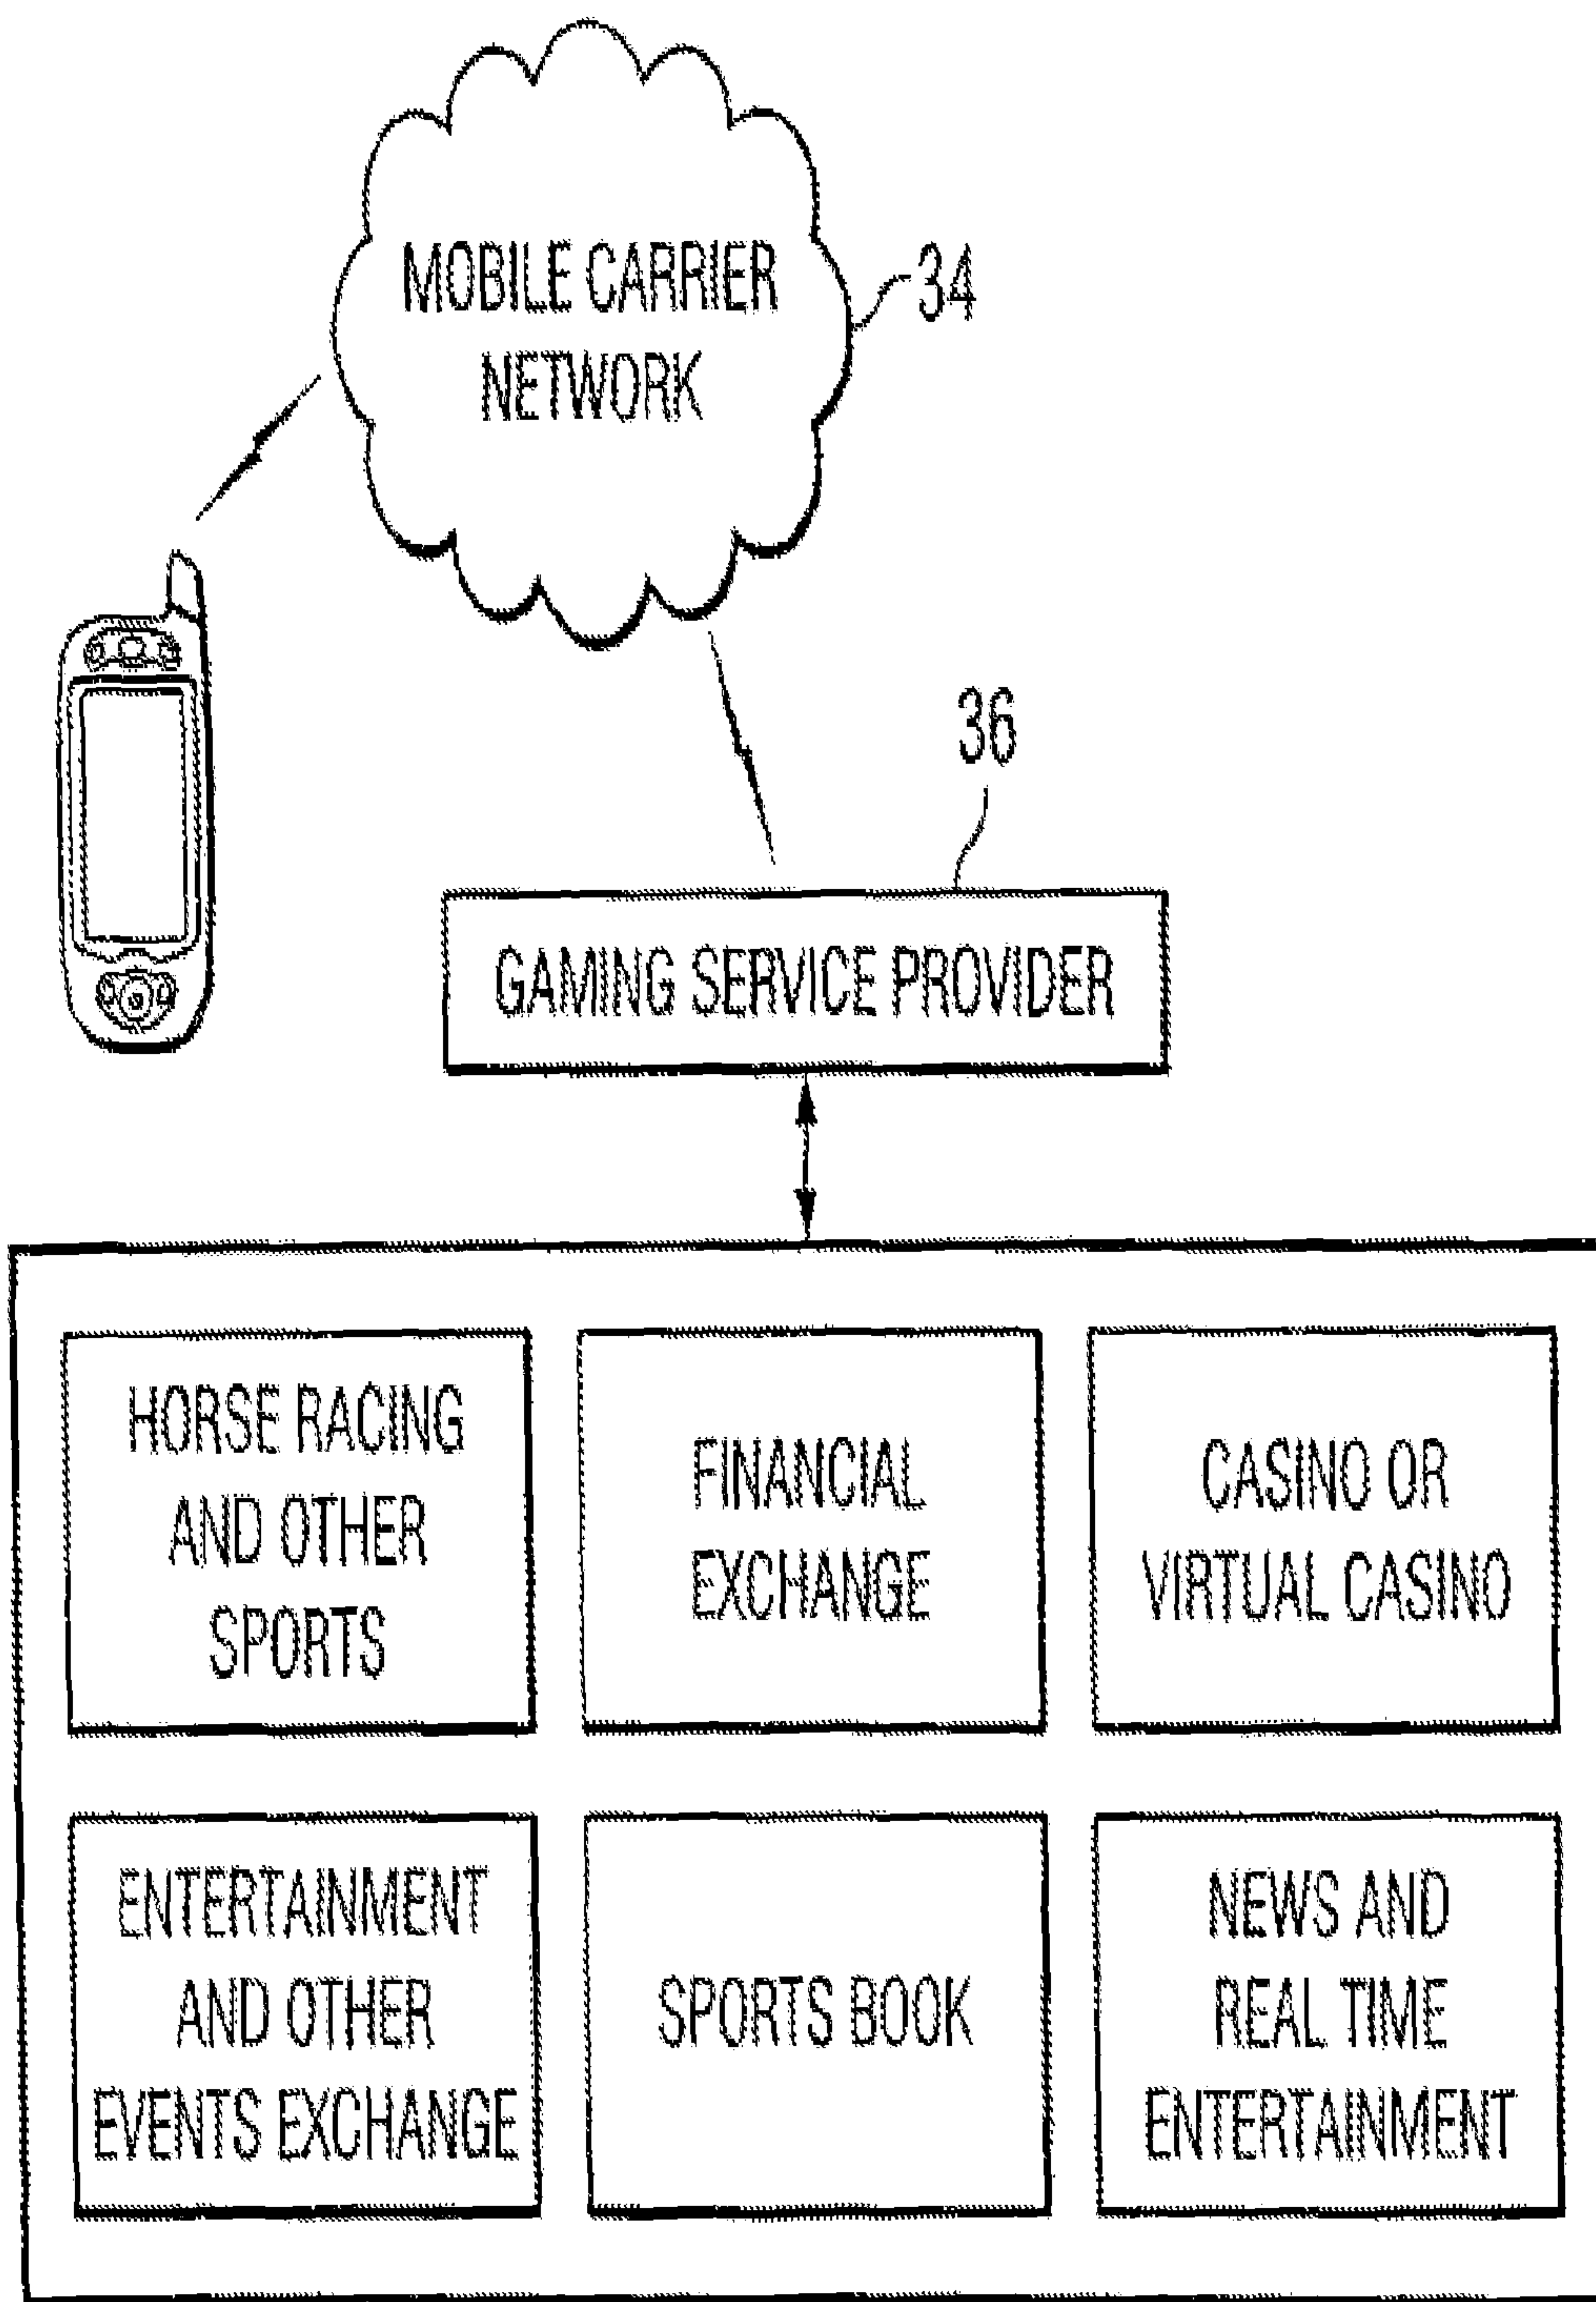 MOBILE CARRIER
NETWORK
34
36
GAMING SERVICE PROVIDER
HORSE RACING
AND OTHER
SPORTS
FINANCIAL
EXCHANGE
CASINO OR
VIRTUAL CASINO
ENTERTAINMENT
AND OTHER
EVENTS EXCHANGE
SPORTS BOOK
NEWS AND
REAL TIME
ENTERTAINMENT